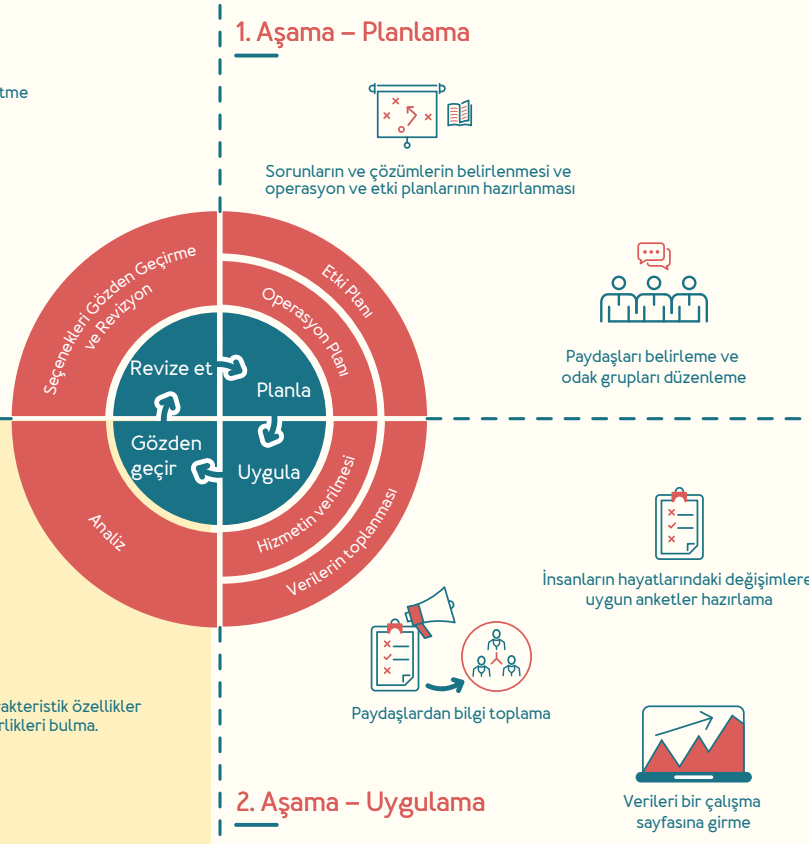 1. Aşama – Planlama
tme
Sorunların ve çözümlerin belirlenmesi ve
operasyon ve etki planlarının hazırlanması
Seçenekleri Gözden Geçirme
ve Revizyon
Etki Planı
Operasyon Planı
Paydaşları belirleme ve
odak grupları düzenleme
Revize et
Planla
Gözden
geçir
Uygula
Analiz
Hizmetin verilmesi
Verilerin toplanması
İnsanların hayatlarındaki değişimlere
uygun anketler hazırlama
rakteristik özellikler
rlikleri bulma.
Paydaşlardan bilgi toplama
2. Aşama – Uygulama
Verileri bir çalışma
sayfasına girme